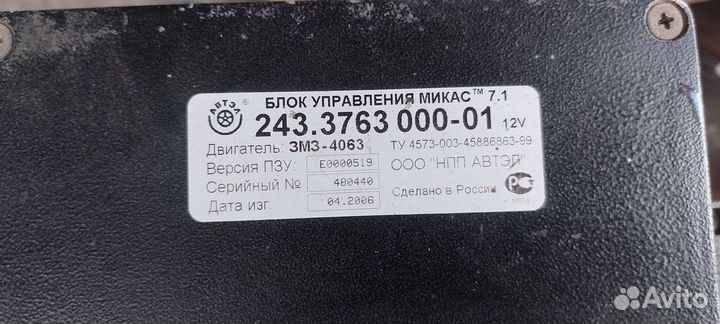 АВТЭЛ ®
БЛОК УПРАВЛЕНИЯ МИКАС™ 7.1
243.3763 000-01 12V
Двигатель: ЗМЗ-4063 ТУ 4573-003-45886863-99
Версия ПЗУ: E0000519 ООО "НПП АВТЭЛ"
Серийный № 480440
Сделано в России
Дата изг. 04.2006
Avito